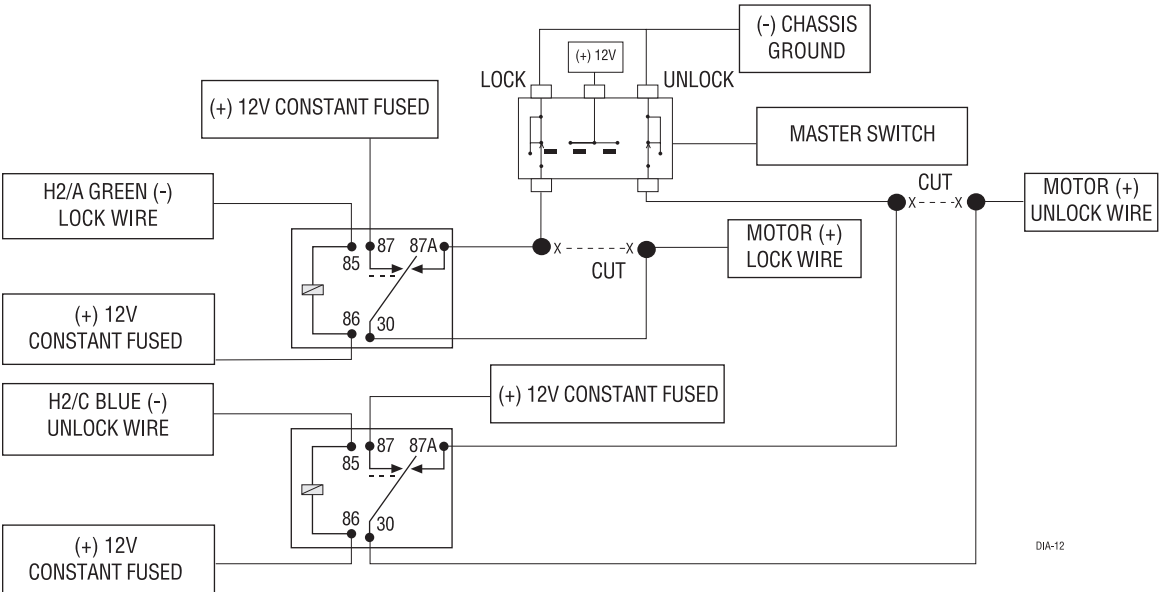 (-) CHASSIS
GROUND
(+) 12V
LOCK
UNLOCK
(+) 12V CONSTANT FUSED
MASTER SWITCH
H2/A GREEN (-)
LOCK WIRE
CUT
MOTOR (+)
UNLOCK WIRE
X - - - - X
87
87A
85
X - - - - - - - X
CUT
MOTOR (+)
LOCK WIRE
(+) 12V
CONSTANT FUSED
86
30
H2/C BLUE (-)
UNLOCK WIRE
(+) 12V CONSTANT FUSED
87
87A
85
86
30
(+) 12V
CONSTANT FUSED
DIA-12